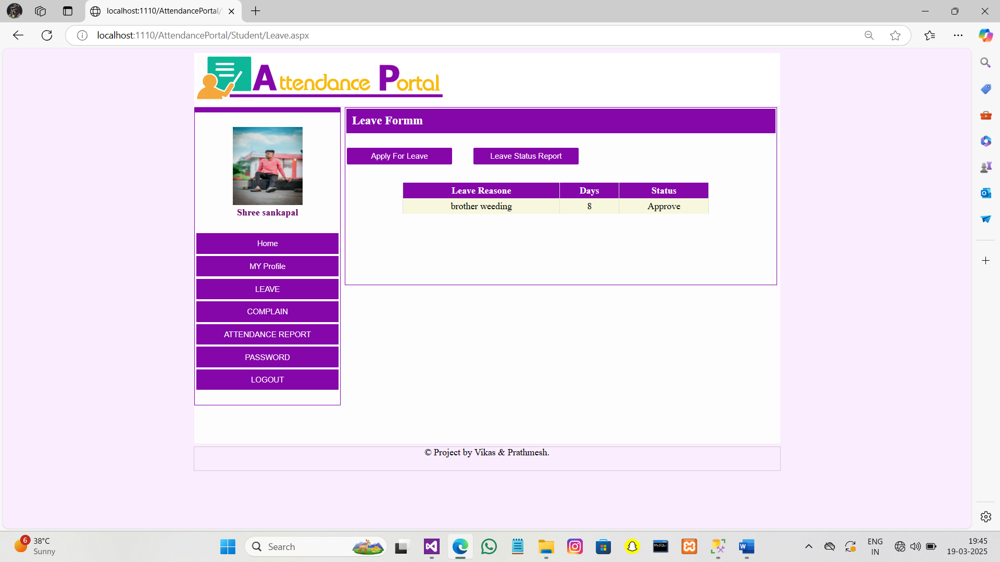 localhost:1110/AttendancePortal/
localhost:1110/AttendancePortal/Student/Leave.aspx
Attendance Portal
Shree sankapal
Home
MY Profile
LEAVE
COMPLAIN
ATTENDANCE REPORT
PASSWORD
LOGOUT
Leave Formm
Apply For Leave Leave Status Report
Leave Reasone Days Status
brother weeding 8 Approve
© Project by Vikas & Prathmesh.
6
38°C
Sunny
Search
MySQL
W
ENG
IN
19:45
19-03-2025